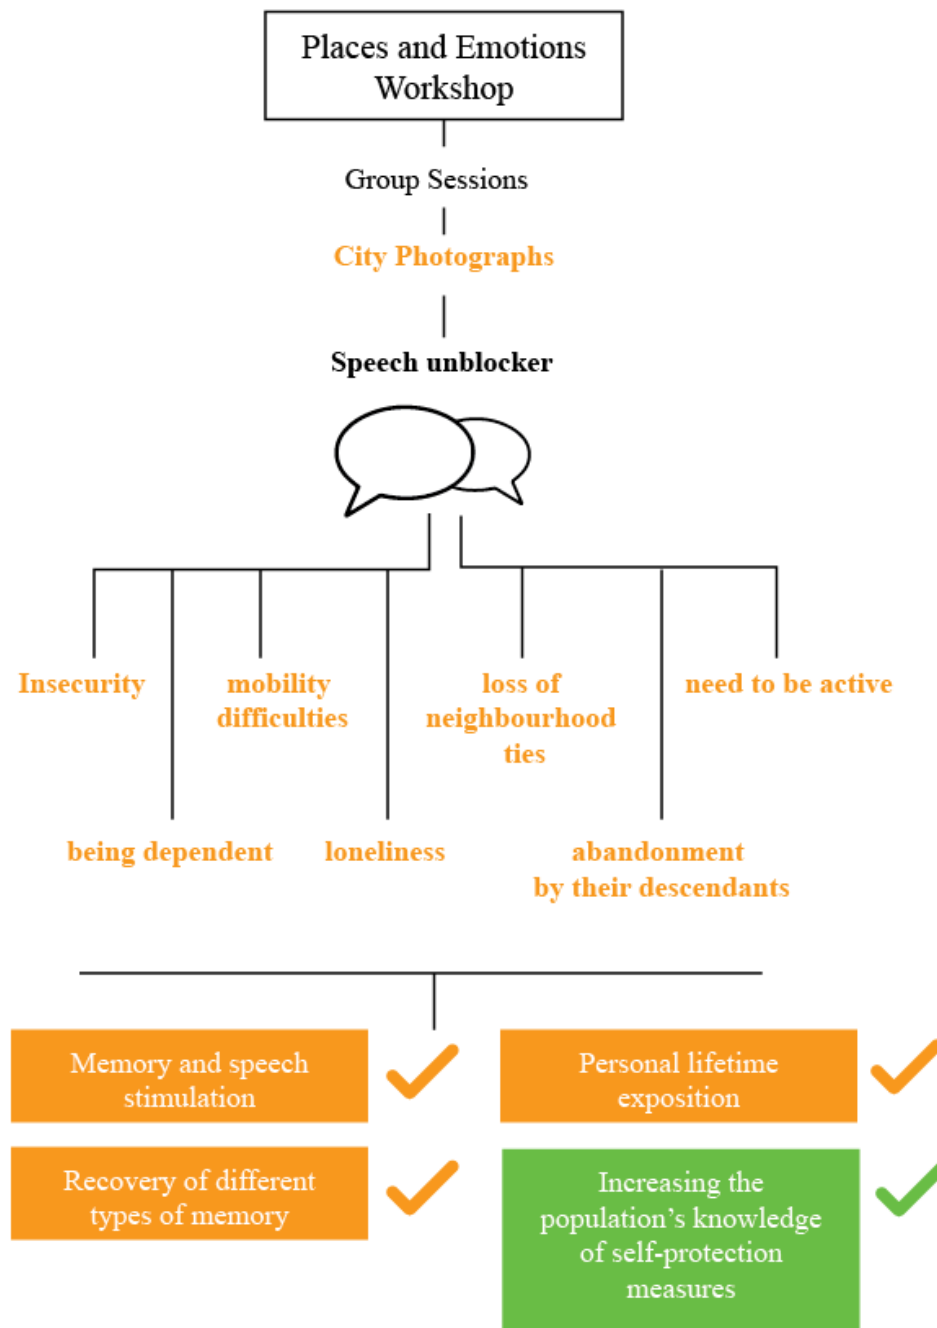 Places and Emotions
Workshop
Group Sessions
City Photographs
Speech unblocker
Insecurity
mobility
difficulties
loss of
neighbourhood
ties
need to be active
being dependent
loneliness
abandonment
by their descendants
Memory and speech
stimulation
Personal lifetime
exposition
Recovery of different
types of memory
Increasing the
population’s knowledge
of self-protection
measures